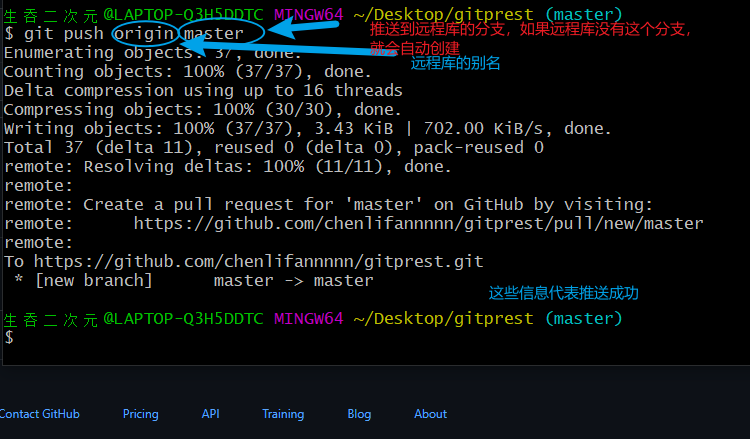 生吞二次元@LAPTOP-Q3H5DDTC MINGW64 ~/Desktop/gitprest (master)
$ git push origin master
推送到远程库的分支，如果远程库没有这个分支，
就会自动创建
Enumerating objects: 37, done.
远程库的别名
Counting objects: 100% (37/37), done.
Delta compression using up to 16 threads
Compressing objects: 100% (30/30), done.
Writing objects: 100% (37/37), 3.43 KiB | 702.00 KiB/s, done.
Total 37 (delta 11), reused 0 (delta 0), pack-reused 0
remote: Resolving deltas: 100% (11/11), done.
remote:
remote: Create a pull request for 'master' on GitHub by visiting:
remote:      https://github.com/chenlifannnnn/gitprest/pull/new/master
remote:
To https://github.com/chenlifannnnn/gitprest.git
 * [new branch]      master -> master
这些信息代表推送成功
生吞二次元@LAPTOP-Q3H5DDTC MINGW64 ~/Desktop/gitprest (master)
$
Contact GitHub Pricing API Training Blog About